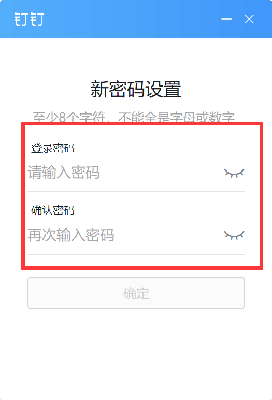 钉钉
新密码设置
至少8个字符，不能全是字母或数字
登录密码
请输入密码
确认密码
再次输入密码
确定